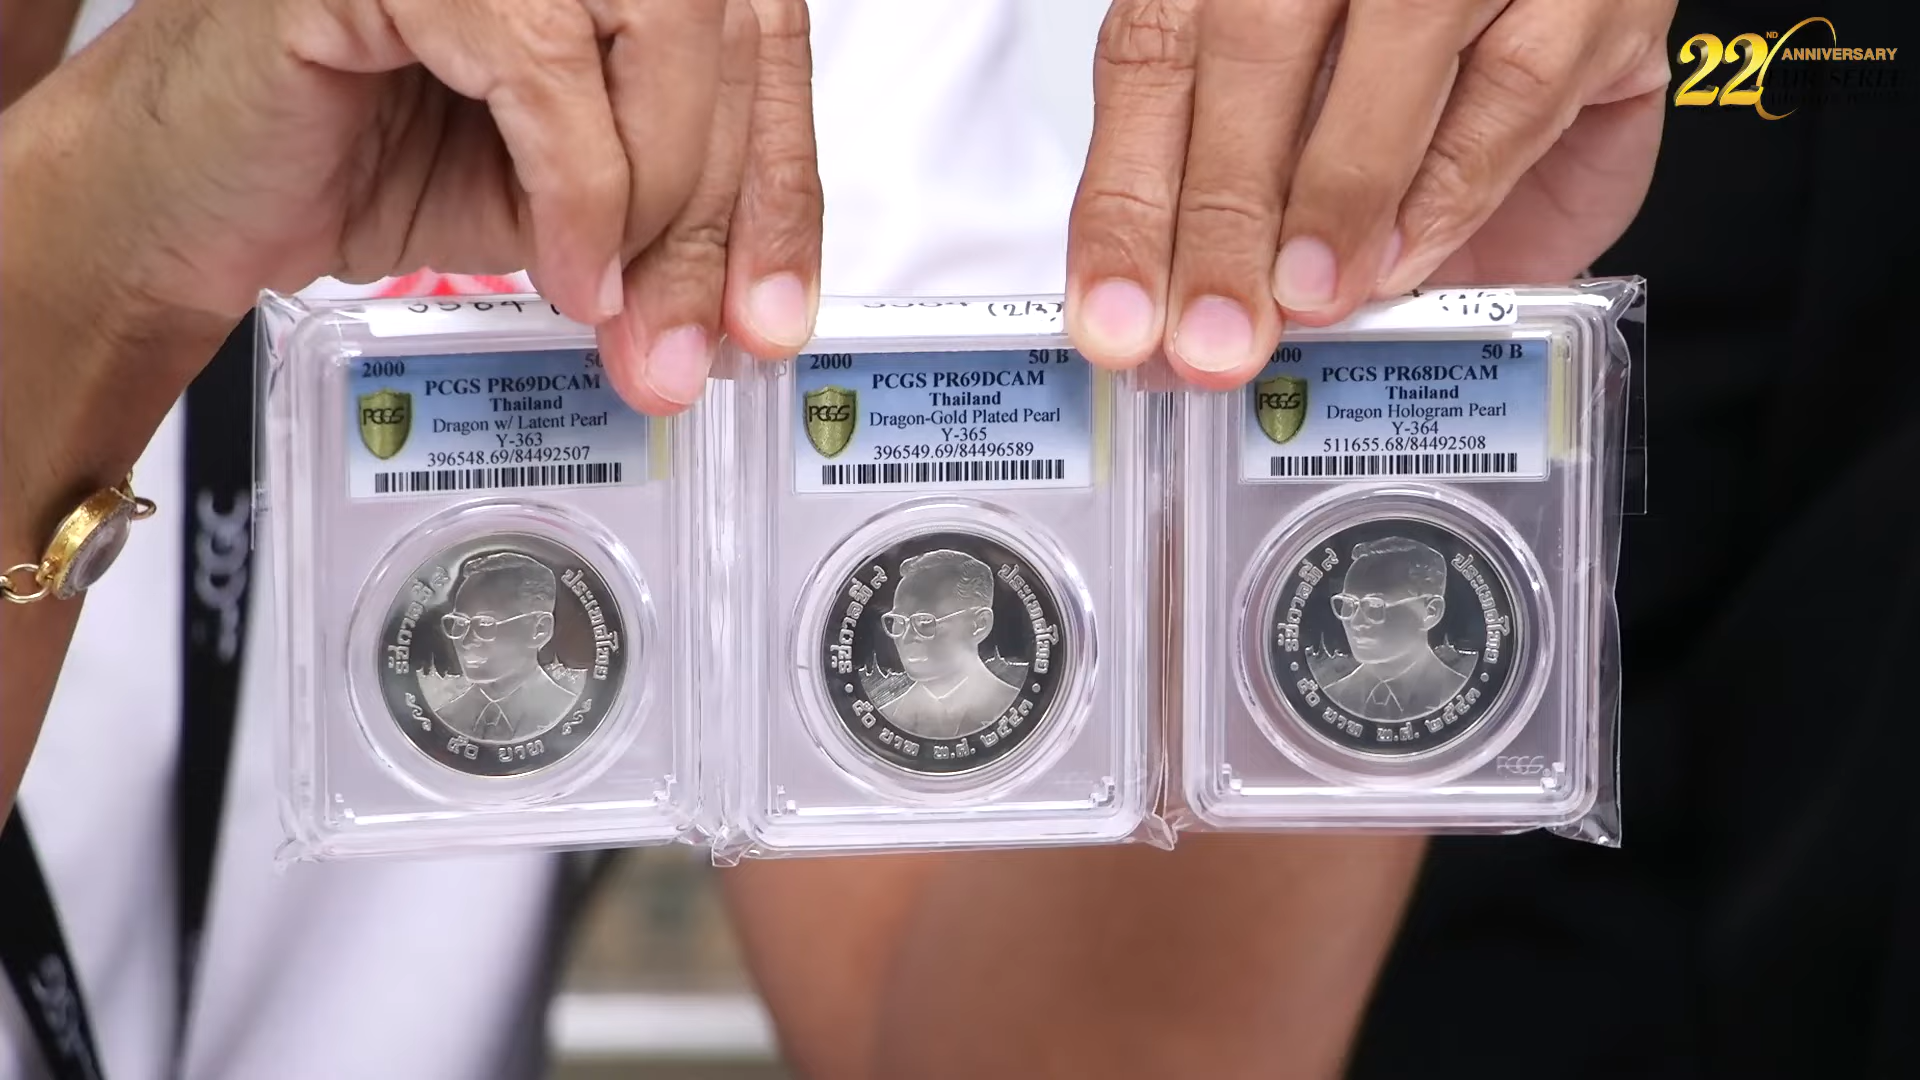 22ND ANNIVERSARY
(2/3)
(1/3)
2000
PCGS PR69DCAM
Thailand
Dragon w/ Latent Pearl
Y-363
396548.69/84492507
PCGS
รัชกาลที่ ๙ ประเทศไทย
๕๐ บาท
2000 50 B
PCGS PR69DCAM
Thailand
Dragon-Gold Plated Pearl
Y-365
396549.69/84496589
PCGS
รัชกาลที่ ๙ ประเทศไทย
๕๐ บาท พ.ศ. ๒๕๔๓
50 B
PCGS PR68DCAM
Thailand
Dragon Hologram Pearl
Y-364
511655.68/84492508
PCGS
รัชกาลที่ ๙ ประเทศไทย
๕๐ บาท พ.ศ. ๒๕๔๓
PCGS